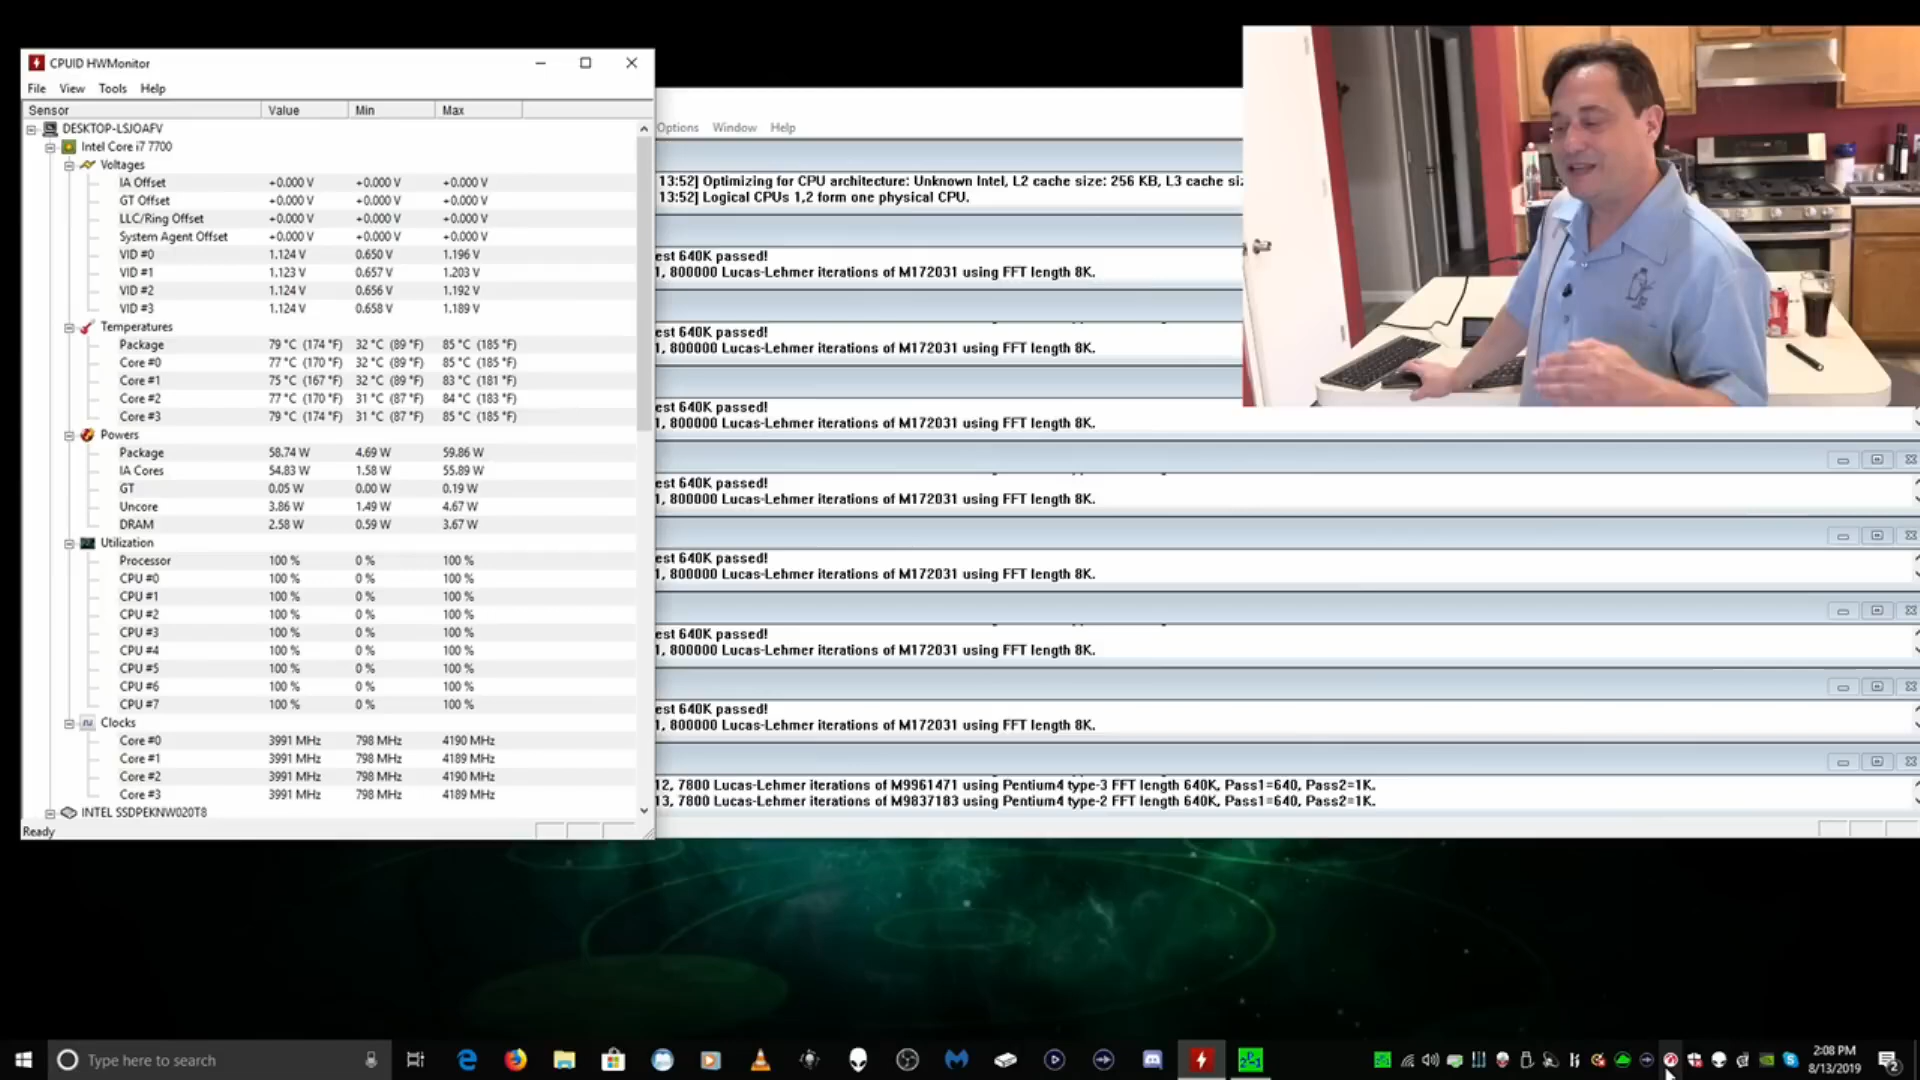 CPUID HWMonitor
File View Tools Help
Sensor Value Min Max
DESKTOP-LSJOAFV
Intel Core i7 7700
Voltages
IA Offset +0.000 V +0.000 V +0.000 V
GT Offset +0.000 V +0.000 V +0.000 V
LLC/Ring Offset +0.000 V +0.000 V +0.000 V
System Agent Offset +0.000 V +0.000 V +0.000 V
VID #0 1.124 V 0.650 V 1.196 V
VID #1 1.123 V 0.657 V 1.203 V
VID #2 1.124 V 0.656 V 1.192 V
VID #3 1.124 V 0.658 V 1.189 V
Temperatures
Package 79 °C (174 °F) 32 °C (89 °F) 85 °C (185 °F)
Core #0 77 °C (170 °F) 32 °C (89 °F) 85 °C (185 °F)
Core #1 75 °C (167 °F) 32 °C (89 °F) 83 °C (181 °F)
Core #2 77 °C (170 °F) 31 °C (87 °F) 84 °C (183 °F)
Core #3 79 °C (174 °F) 31 °C (87 °F) 85 °C (185 °F)
Powers
Package 58.74 W 4.69 W 59.86 W
IA Cores 54.83 W 1.58 W 55.89 W
GT 0.05 W 0.00 W 0.19 W
Uncore 3.86 W 1.49 W 4.67 W
DRAM 2.58 W 0.59 W 3.67 W
Utilization
Processor 100 % 0 % 100 %
CPU #0 100 % 0 % 100 %
CPU #1 100 % 0 % 100 %
CPU #2 100 % 0 % 100 %
CPU #3 100 % 0 % 100 %
CPU #4 100 % 0 % 100 %
CPU #5 100 % 0 % 100 %
CPU #6 100 % 0 % 100 %
CPU #7 100 % 0 % 100 %
Clocks
Core #0 3991 MHz 798 MHz 4190 MHz
Core #1 3991 MHz 798 MHz 4189 MHz
Core #2 3991 MHz 798 MHz 4190 MHz
Core #3 3991 MHz 798 MHz 4189 MHz
INTEL SSDPEKNW020T8
Ready
Options Window Help
13:52] Optimizing for CPU architecture: Unknown Intel, L2 cache size: 256 KB, L3 cache si
13:52] Logical CPUs 1,2 form one physical CPU.
est 640K passed!
1, 800000 Lucas-Lehmer iterations of M172031 using FFT length 8K.
est 640K passed!
1, 800000 Lucas-Lehmer iterations of M172031 using FFT length 8K.
est 640K passed!
1, 800000 Lucas-Lehmer iterations of M172031 using FFT length 8K.
est 640K passed!
1, 800000 Lucas-Lehmer iterations of M172031 using FFT length 8K.
est 640K passed!
1, 800000 Lucas-Lehmer iterations of M172031 using FFT length 8K.
est 640K passed!
1, 800000 Lucas-Lehmer iterations of M172031 using FFT length 8K.
est 640K passed!
1, 800000 Lucas-Lehmer iterations of M172031 using FFT length 8K.
12, 7800 Lucas-Lehmer iterations of M9961471 using Pentium4 type-3 FFT length 640K, Pass1=640, Pass2=1K.
13, 7800 Lucas-Lehmer iterations of M9837183 using Pentium4 type-2 FFT length 640K, Pass1=640, Pass2=1K.
Type here to search
2:08 PM
8/13/2019
2